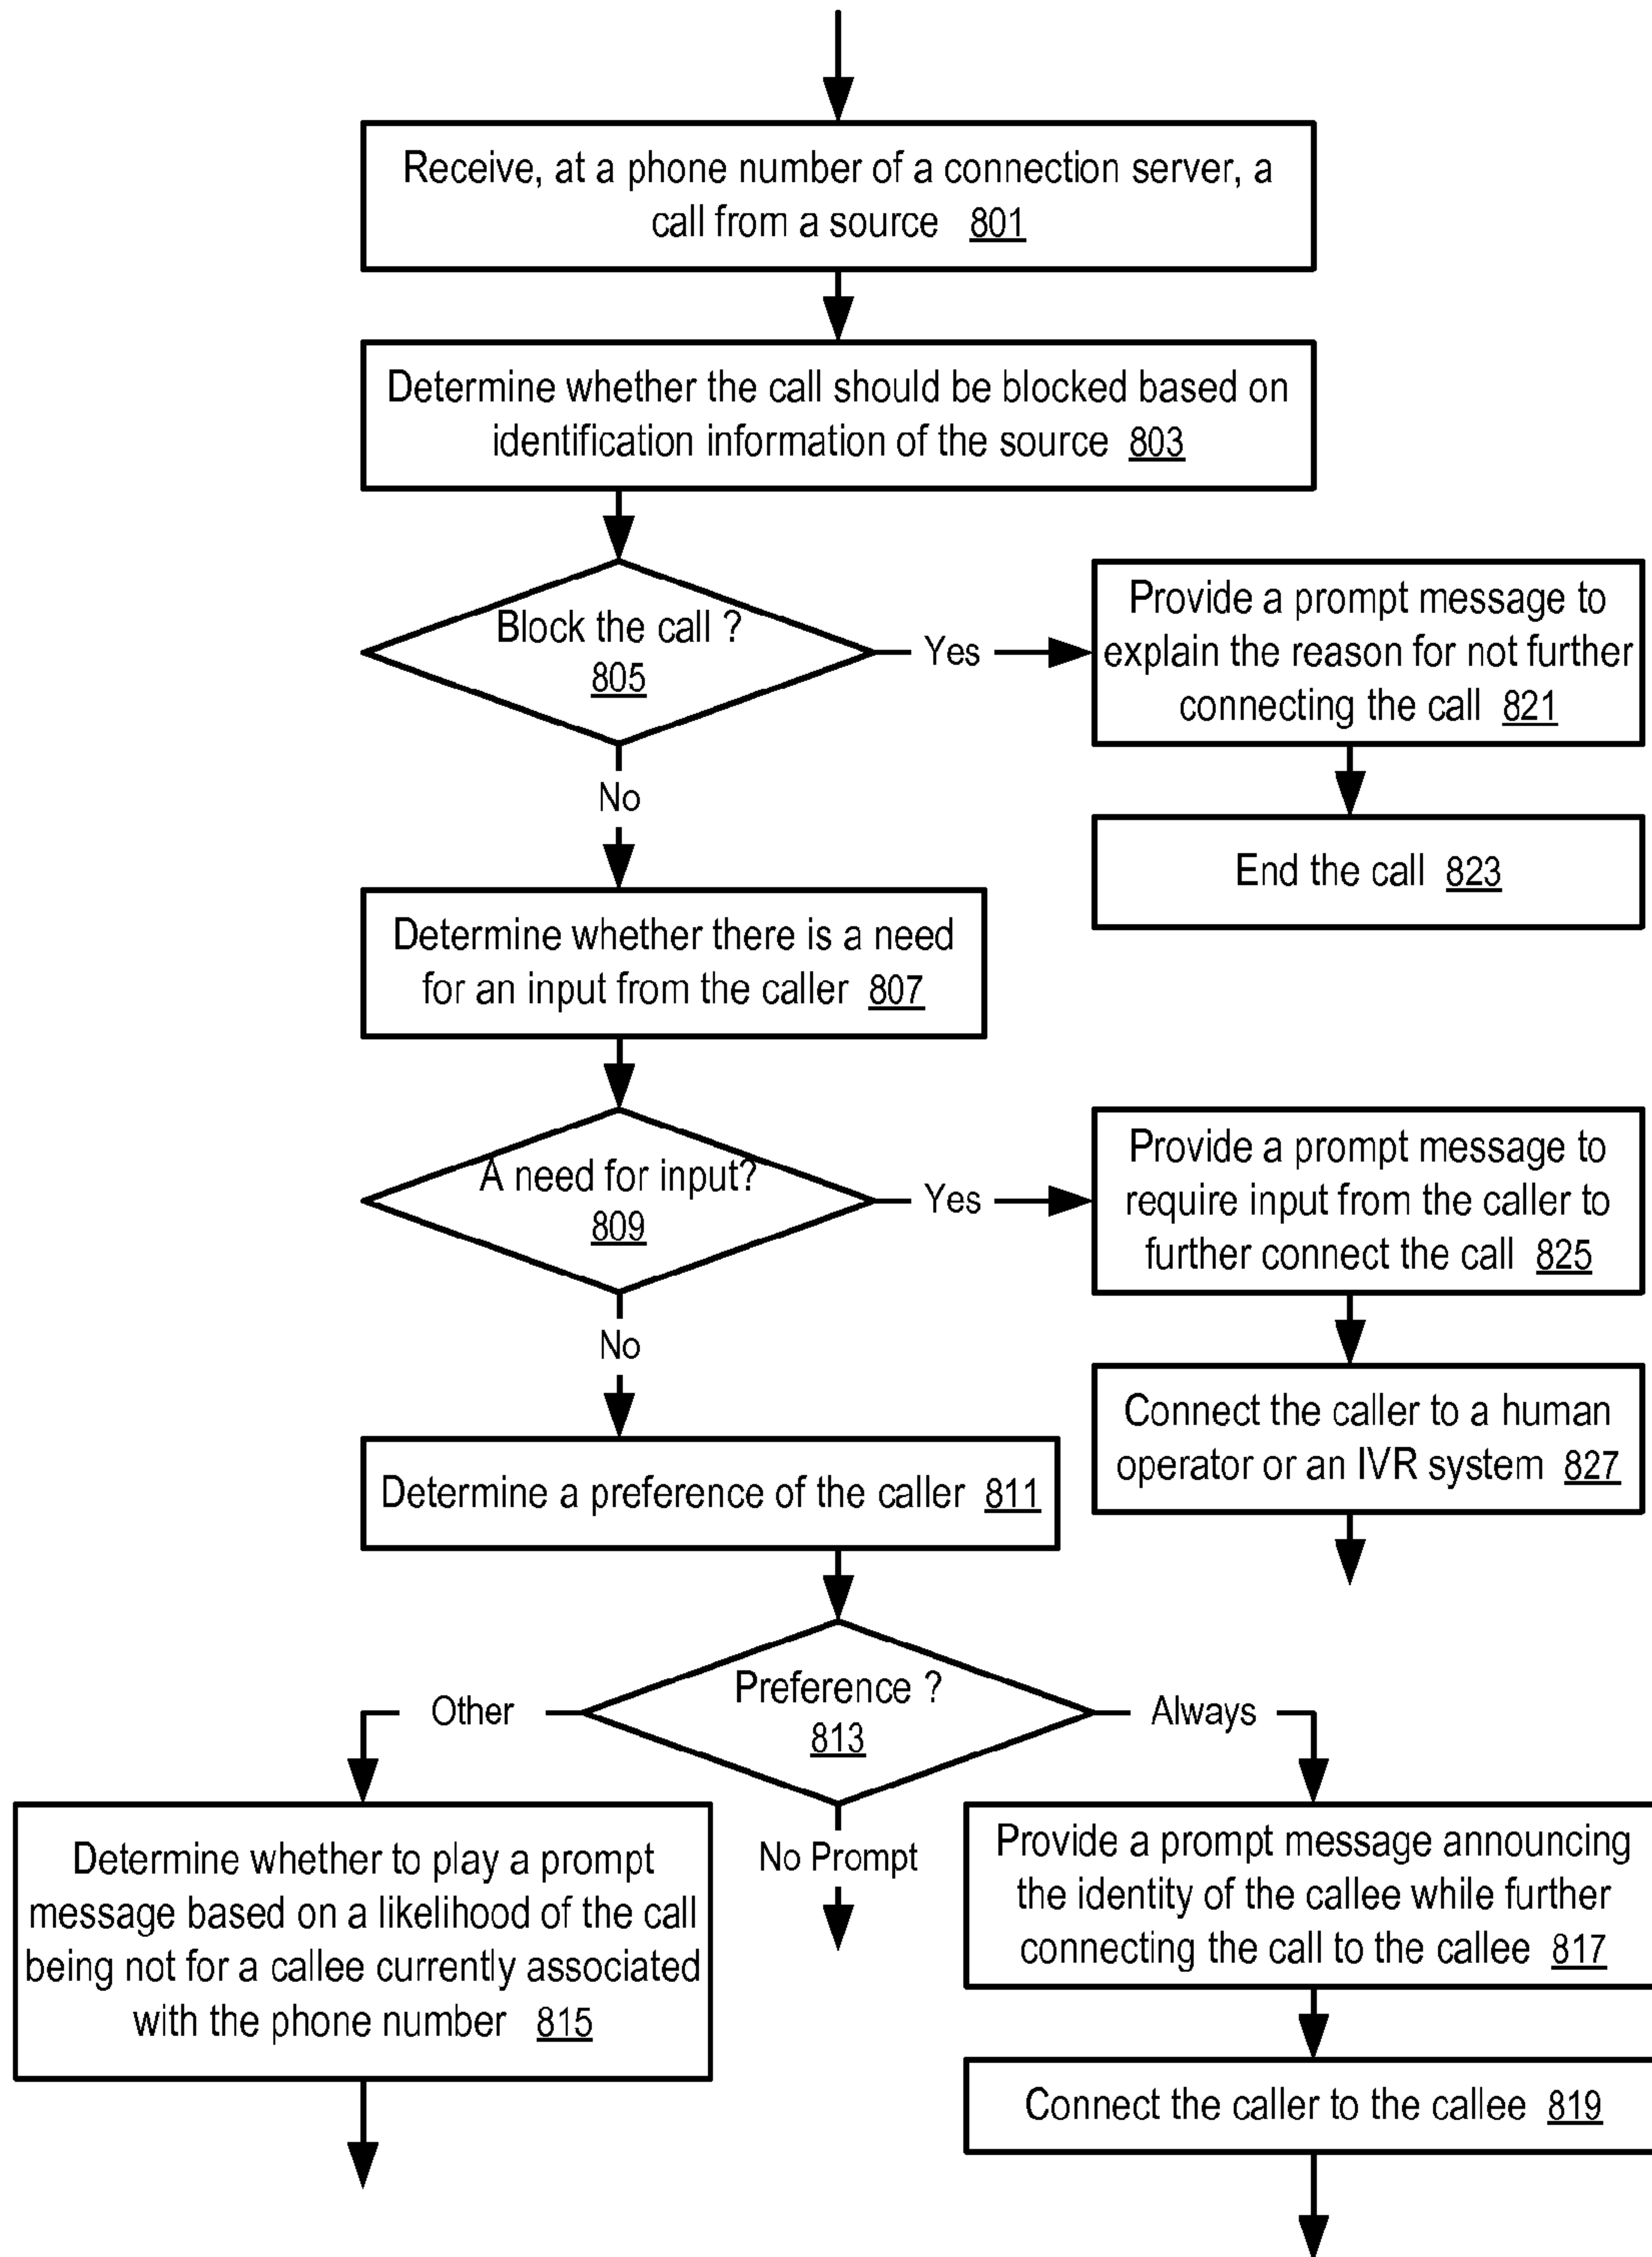 Receive, at a phone number of a connection server, a
call from a source 801
Determine whether the call should be blocked based on
identification information of the source 803
Block the call ?
805
Yes
Provide a prompt message to
explain the reason for not further
connecting the call 821
No
End the call 823
Determine whether there is a need
for an input from the caller 807
A need for input?
809
Yes
Provide a prompt message to
require input from the caller to
further connect the call 825
No
Connect the caller to a human
operator or an IVR system 827
Determine a preference of the caller 811
Preference ?
813
Other
Always
No Prompt
Determine whether to play a prompt
message based on a likelihood of the call
being not for a callee currently associated
with the phone number 815
Provide a prompt message announcing
the identity of the callee while further
connecting the call to the callee 817
Connect the caller to the callee 819